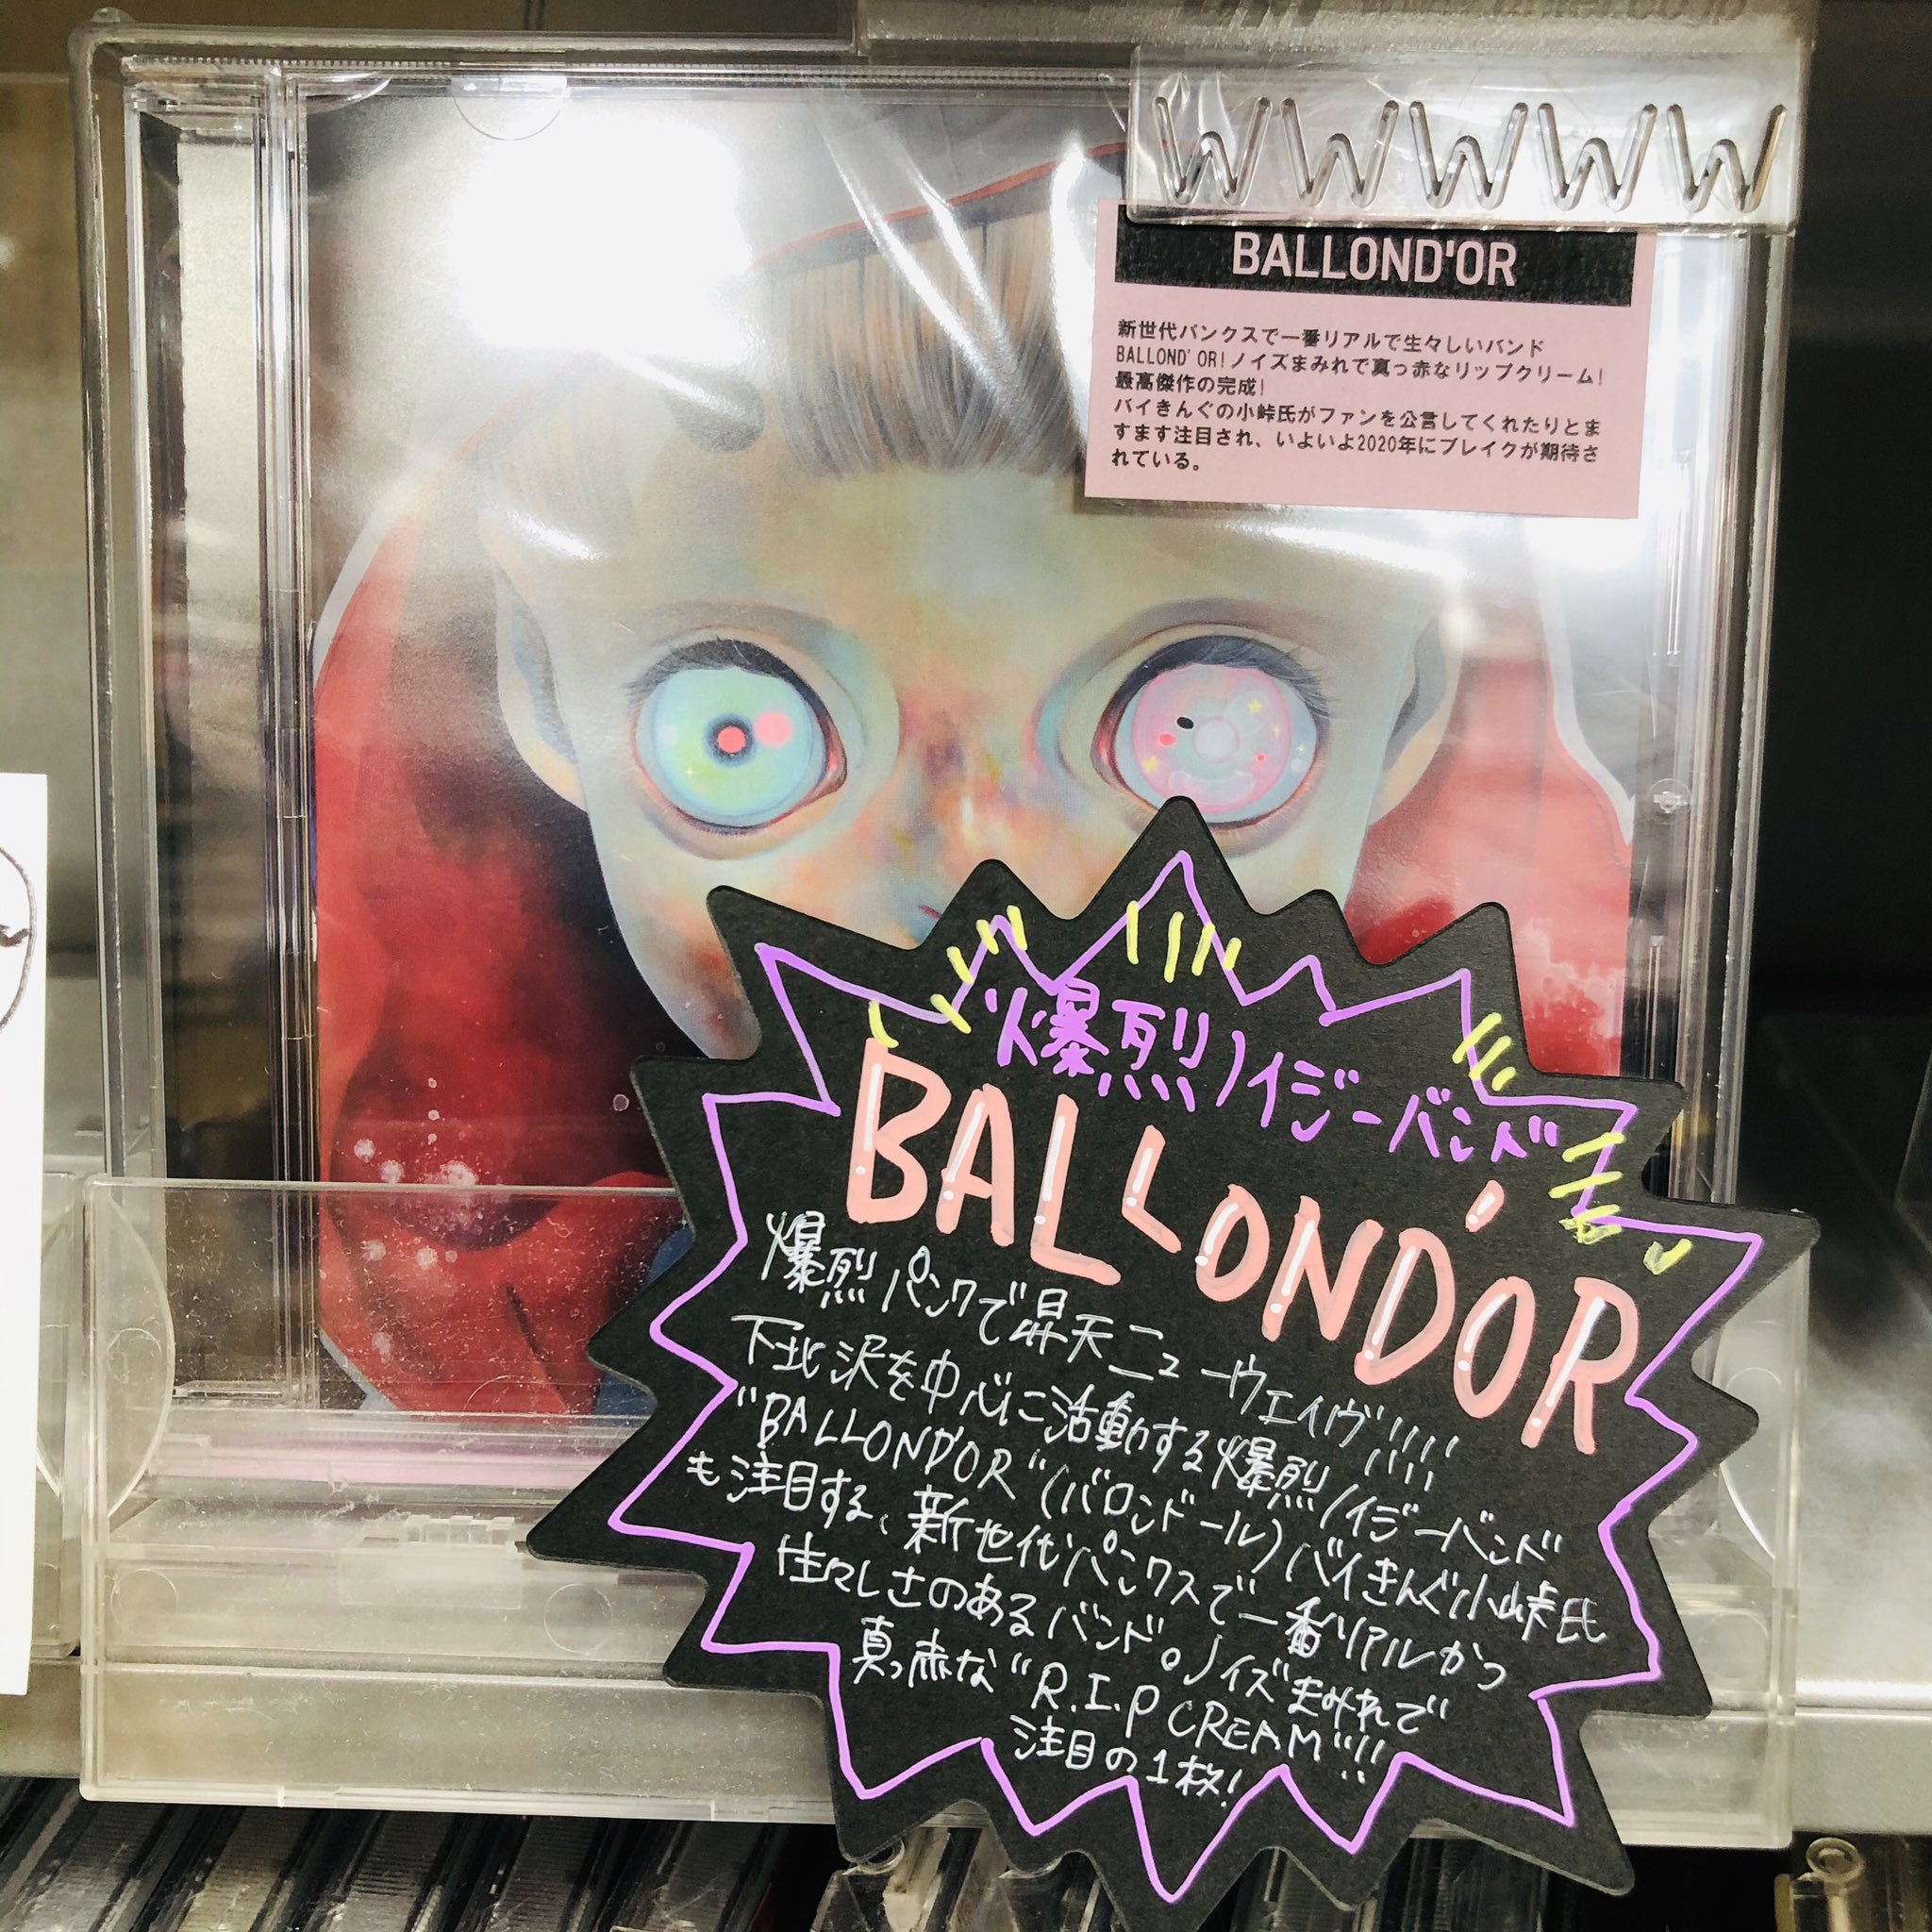 BALLOND'OR
新世代パンクスで一番リアルで生々しいバンド
BALLOND'OR!ノイズまみれで真っ赤なリップクリーム!
最高傑作の完成!
バイきんぐの小峠氏がファンを公言してくれたりとま
すます注目され、いよいよ2020年にブレイクが期待さ
れている。
爆烈ノイジーバンド
BALLOND'OR
爆烈パンクで昇天ニューウェイヴ!!!!!
下北沢を中心に活動する爆烈ノイジーバンド
"BALLOND'OR"(バロンドール)バイきんぐ小峠氏
も注目する、新世代パンクスで一番リアルかつ
生々しさのあるバンド。ノイズまみれで
真っ赤な"R.I.P CREAM"!!
注目の1枚!